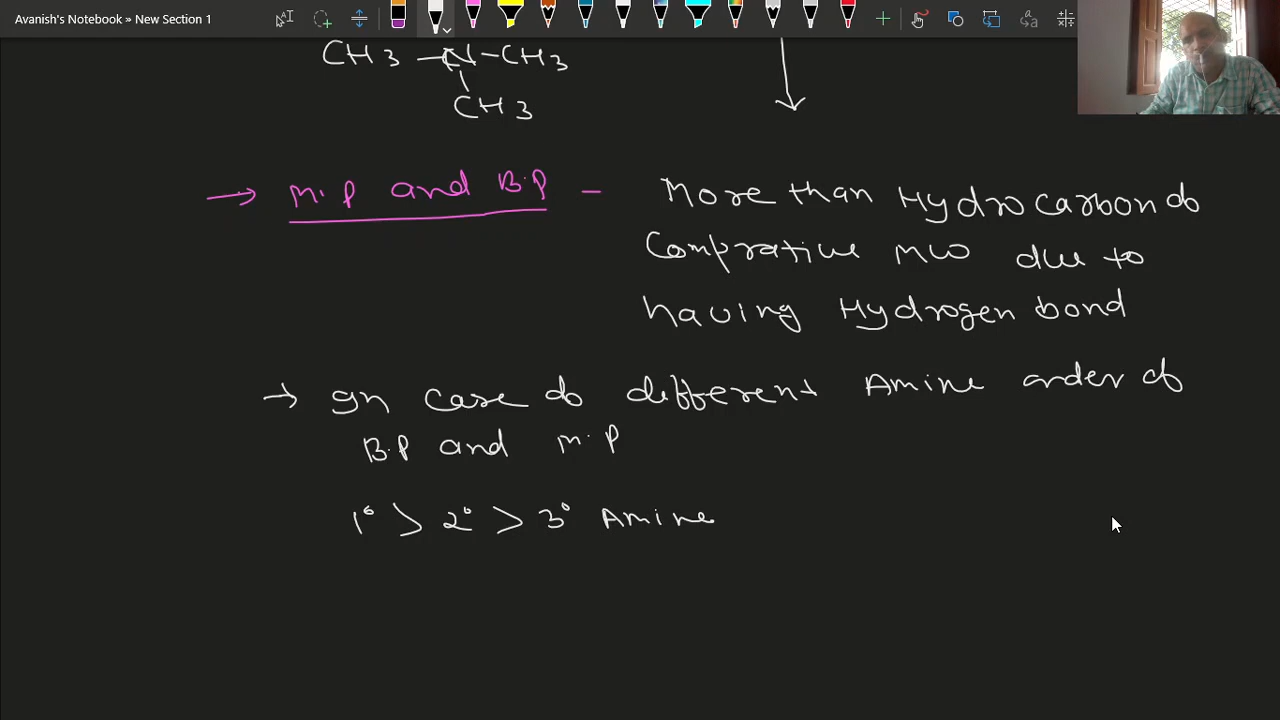 Avanish's Notebook » New Section 1
CH3 —N—CH3
CH3
→ M.P and B.P – More than Hydrocarbon of
Comprative MW due to
having Hydrogen bond
→ In case of different Amine order of
B.P and M.P
1° > 2° > 3° Amine